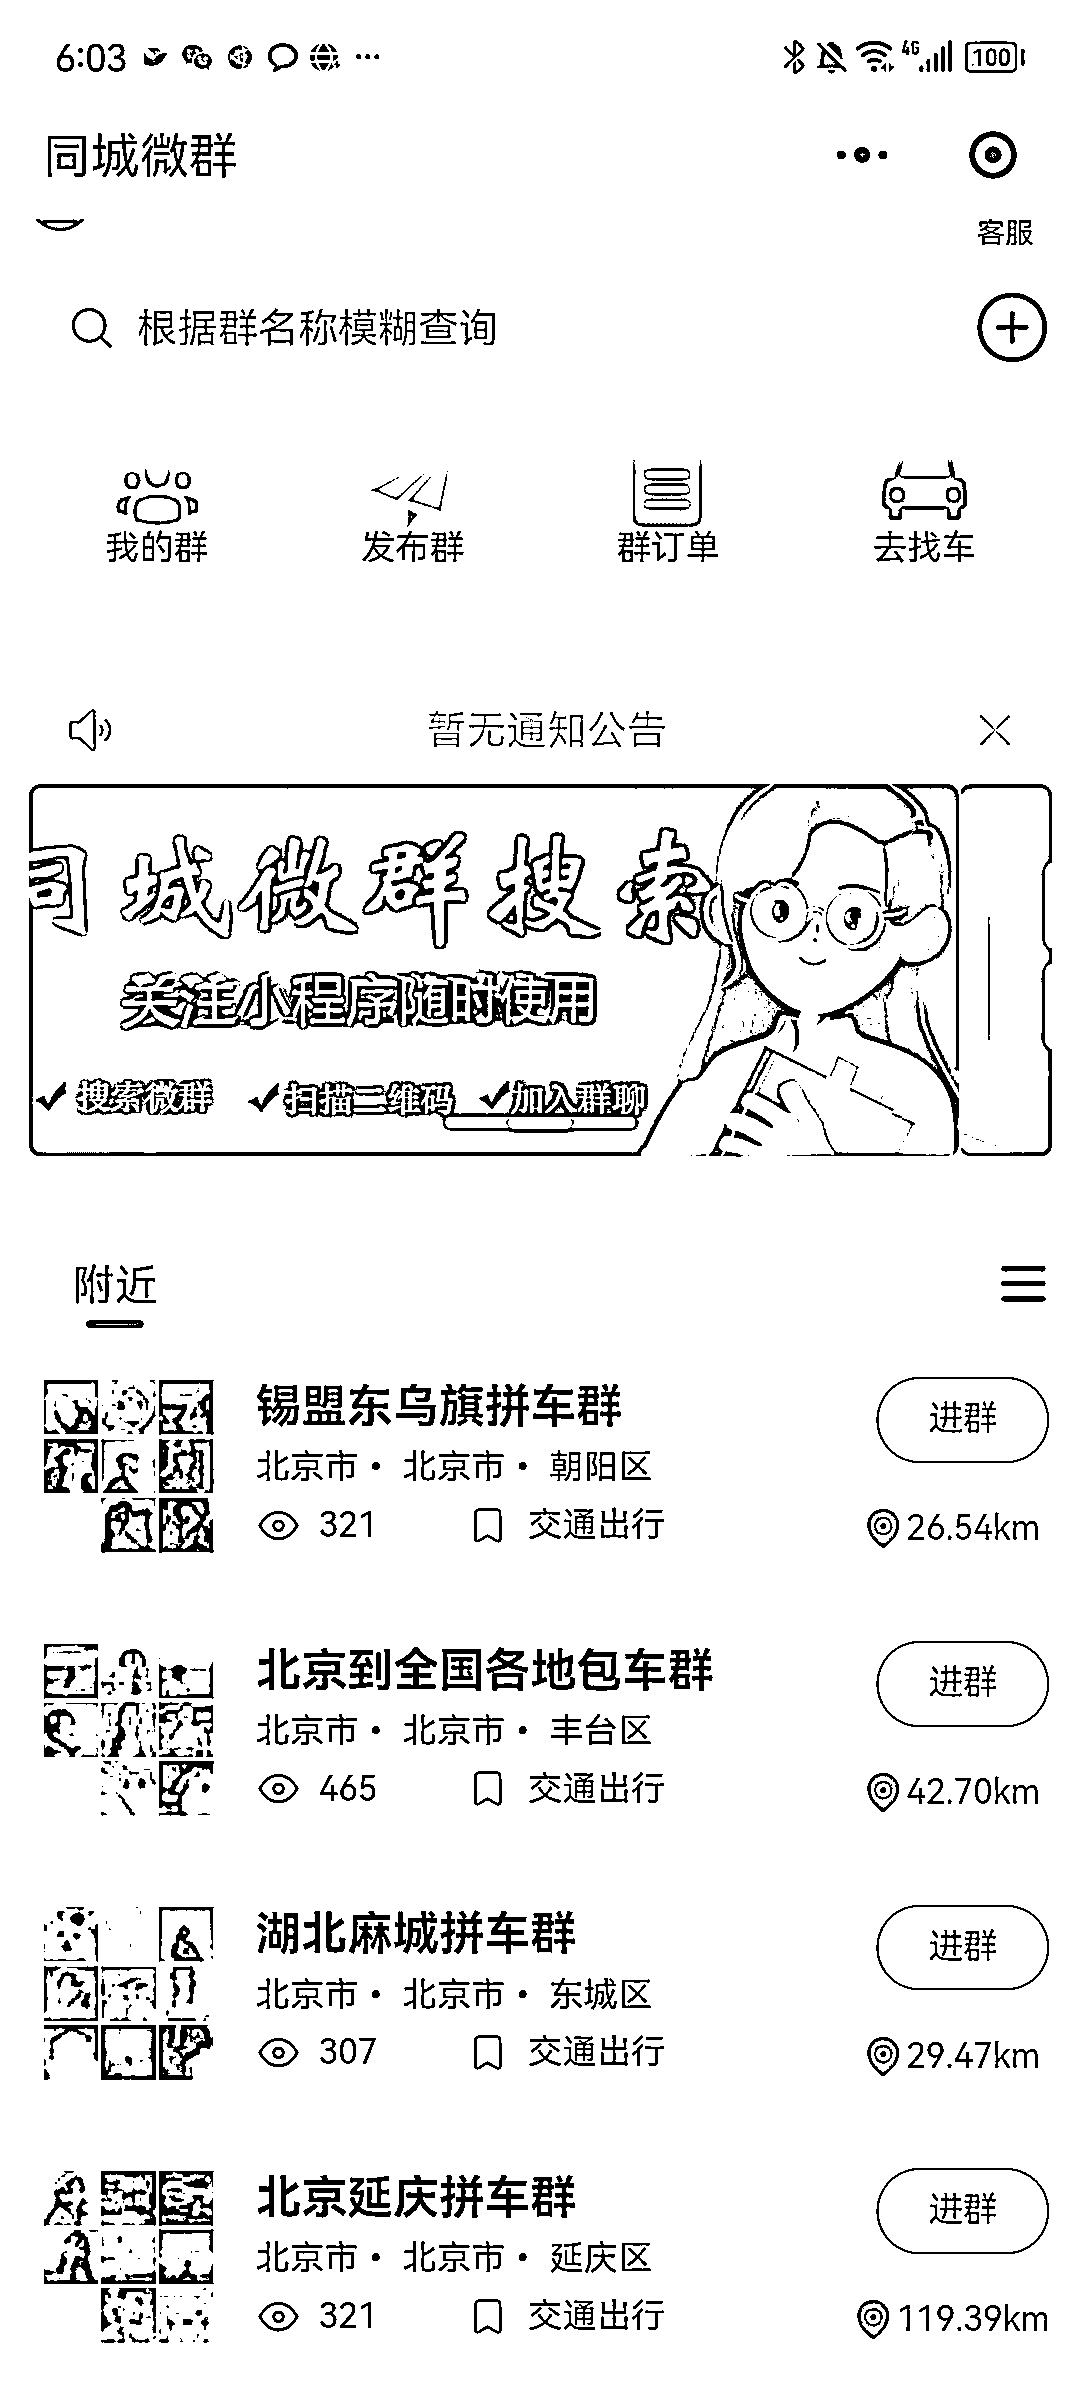 6:03
4G
100
同城微群
客服
根据群名称模糊查询
我的群 发布群 群订单 去找车
暂无通知公告
同城微群搜索
关注小程序随时使用
搜索微群 扫描二维码 加入群聊
附近
锡盟东乌旗拼车群
进群
北京市· 北京市· 朝阳区
321 交通出行 26.54km
北京到全国各地包车群
进群
北京市· 北京市· 丰台区
465 交通出行 42.70km
湖北麻城拼车群
进群
北京市· 北京市· 东城区
307 交通出行 29.47km
北京延庆拼车群
进群
北京市· 北京市· 延庆区
321 交通出行 119.39km